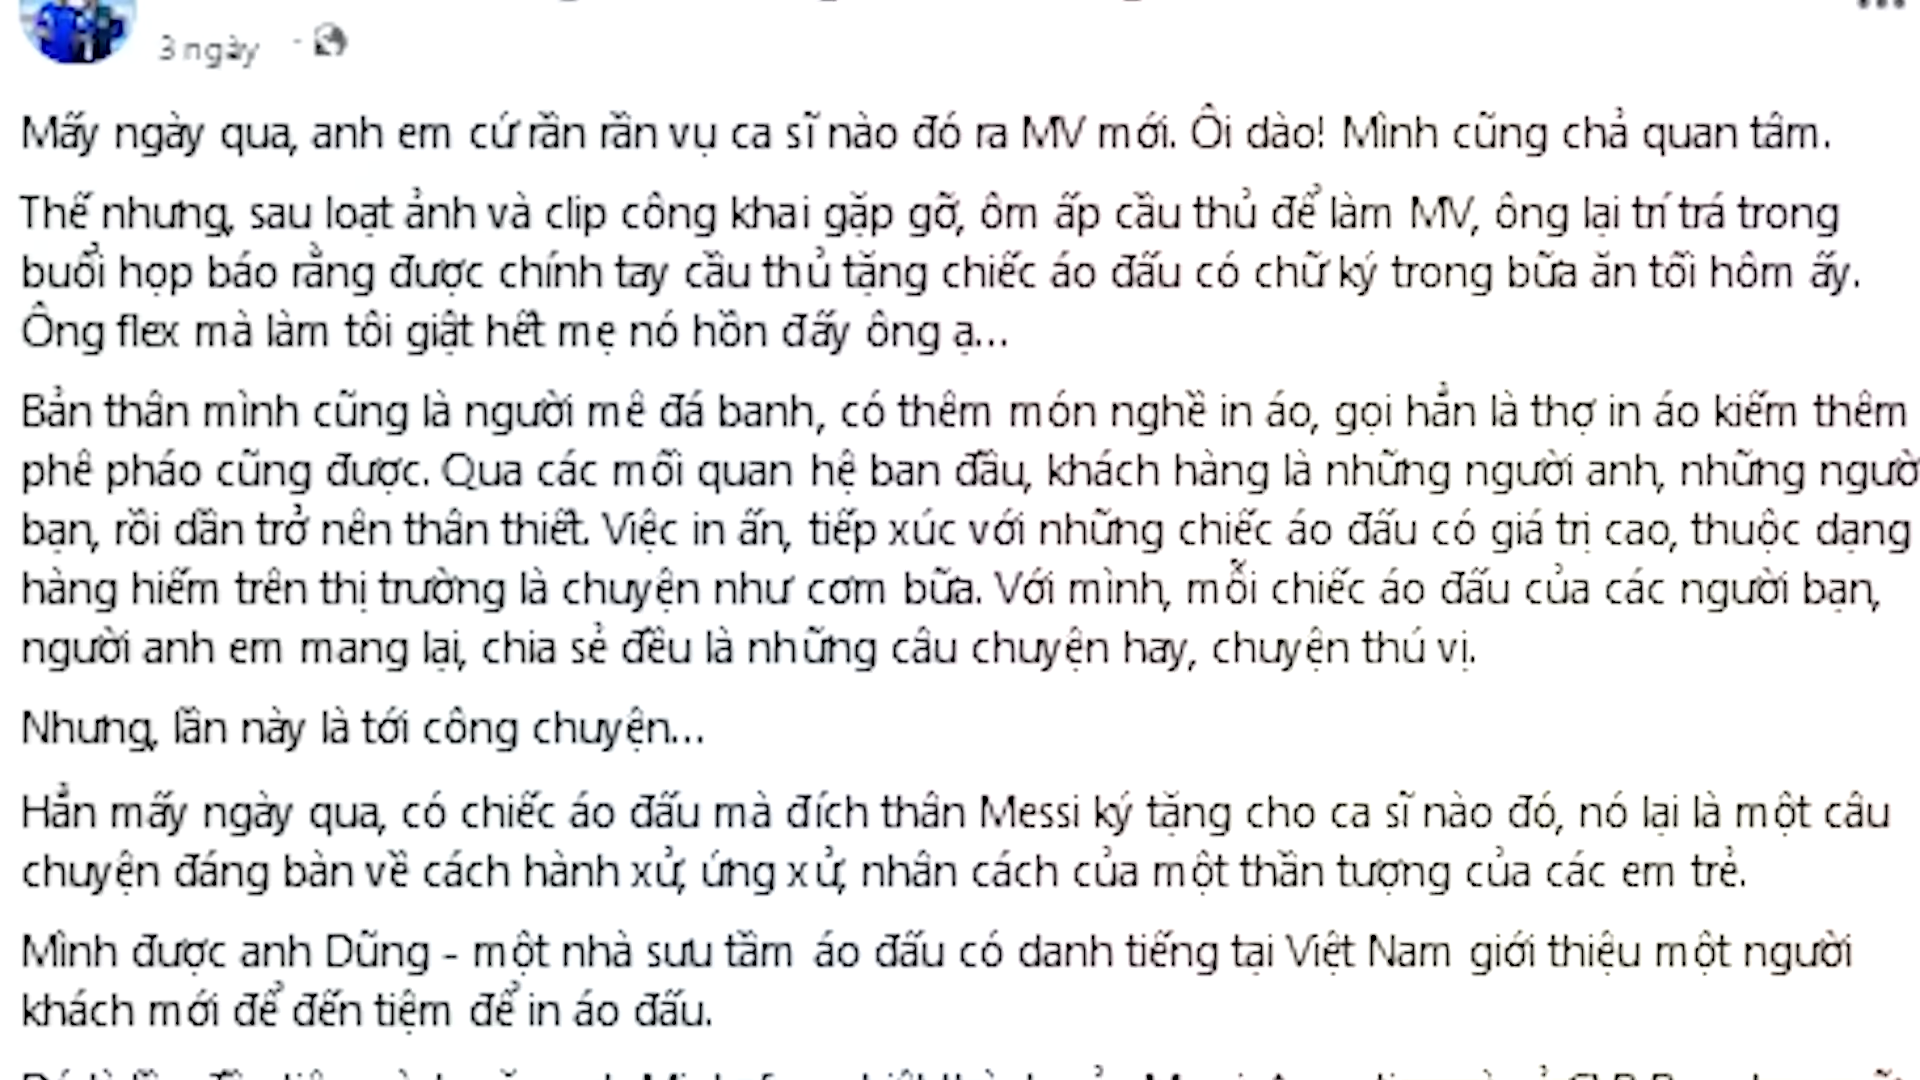 3 ngày ·
Mấy ngày qua, anh em cứ rần rần vụ ca sĩ nào đó ra MV mới. Ôi dào! Mình cũng chả quan tâm.
Thế nhưng, sau loạt ảnh và clip công khai gặp gỡ, ôm ấp cầu thủ để làm MV, ông lại trí trá trong
buổi họp báo rằng được chính tay cầu thủ tặng chiếc áo đấu có chữ ký trong bữa ăn tối hôm ấy.
Ông flex mà làm tôi giật hết mẹ nó hồn đấy ông ạ...
Bản thân mình cũng là người mê đá banh, có thêm món nghề in áo, gọi hẳn là thợ in áo kiếm thêm
phê pháo cũng được. Qua các mối quan hệ ban đầu, khách hàng là những người anh, những ngườ
bạn, rồi dần trở nên thân thiết. Việc in ấn, tiếp xúc với những chiếc áo đấu có giá trị cao, thuộc dạng
hàng hiếm trên thị trường là chuyện như cơm bữa. Với mình, mỗi chiếc áo đấu của các người bạn,
người anh em mang lại, chia sẻ đều là những câu chuyện hay, chuyện thú vị.
Nhưng, lần này là tới công chuyện...
Hẳn mấy ngày qua, có chiếc áo đấu mà đích thân Messi ký tặng cho ca sĩ nào đó, nó lại là một câu
chuyện đáng bàn về cách hành xử, ứng xử, nhân cách của một thần tượng của các em trẻ.
Mình được anh Dũng - một nhà sưu tầm áo đấu có danh tiếng tại Việt Nam giới thiệu một người
khách mới để đến tiệm để in áo đấu.